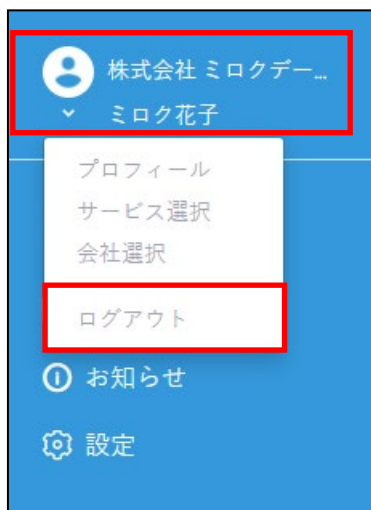 株式会社 ミロクデー...
ミロク花子
プロフィール
サービス選択
会社選択
ログアウト
お知らせ
設定